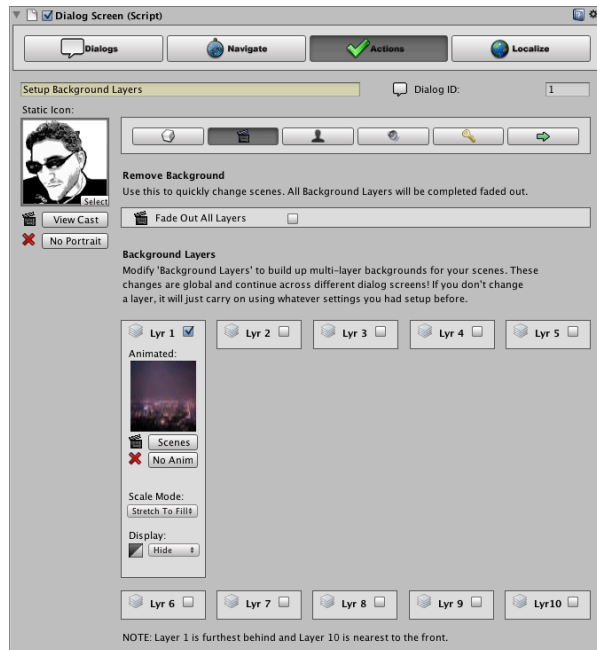 Dialog Screen (Script)
Dialogs Navigate Actions Localize
Setup Background Layers Dialog ID: 1
Static Icon:
Select
View Cast
No Portrait
Remove Background
Use this to quickly change scenes. All Background Layers will be completed faded out.
Fade Out All Layers
Background Layers
Modify 'Background Layers' to build up multi-layer backgrounds for your scenes. These
changes are global and continue across different dialog screens! If you don't change
a layer, it will just carry on using whatever settings you had setup before.
Lyr 1 Lyr 2 Lyr 3 Lyr 4 Lyr 5
Animated:
Scenes
No Anim
Scale Mode:
Stretch To Fill
Display:
Hide
Lyr 6 Lyr 7 Lyr 8 Lyr 9 Lyr10
NOTE: Layer 1 is furthest behind and Layer 10 is nearest to the front.